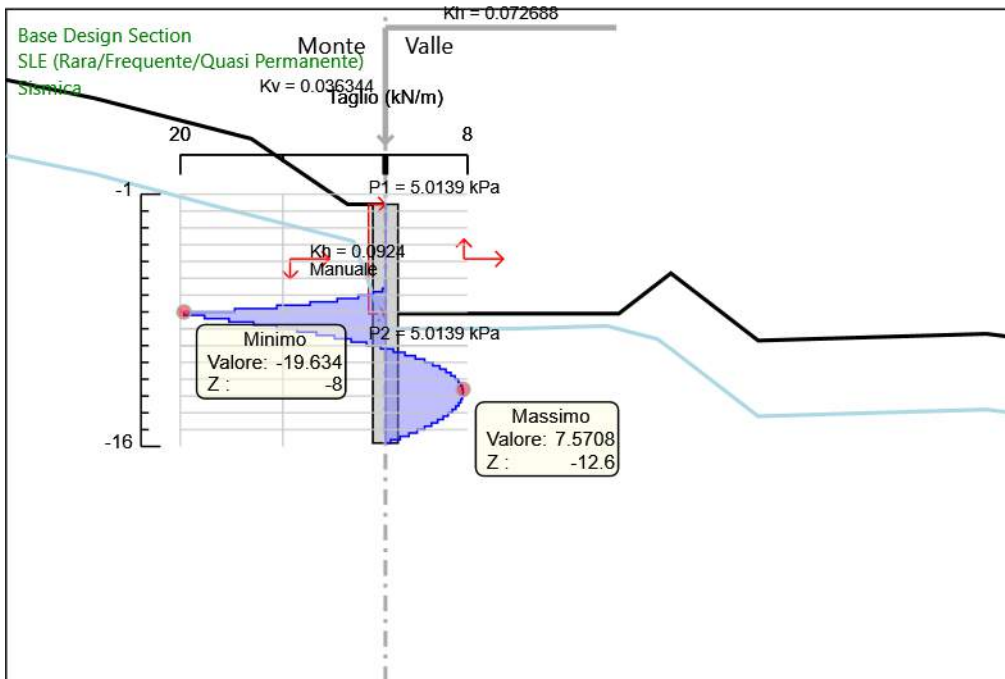 Kh = 0.072688
Base Design Section
SLE (Rara/Frequente/Quasi Permanente)
Sismica
Monte
Valle
Kv = 0.036344
Taglio (kN/m)
20
8
-1
P1 = 5.0139 kPa
Kh = 0.0924
Manuale
P2 = 5.0139 kPa
Minimo
Valore: -19.634
Z : -8
Massimo
Valore: 7.5708
Z : -12.6
-16